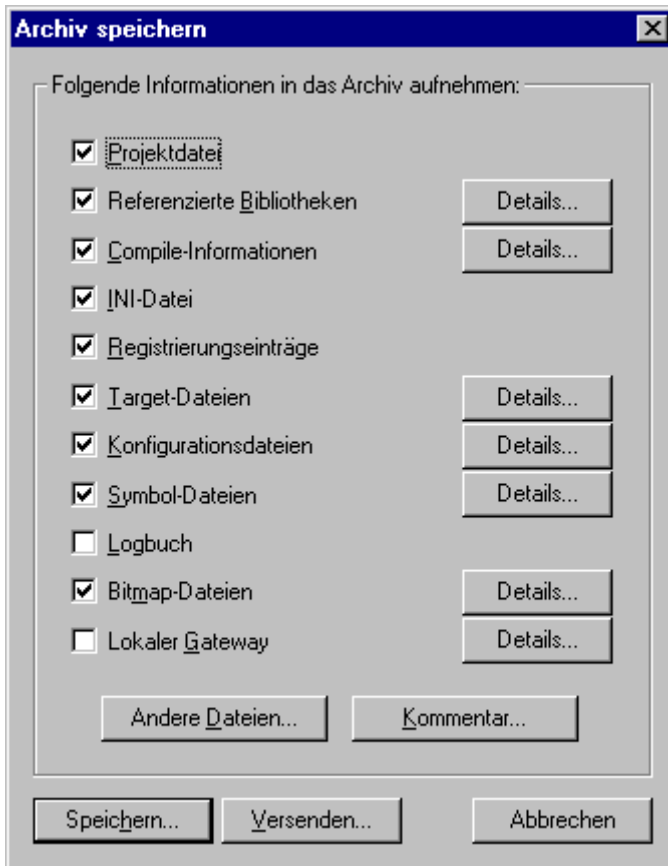 Archiv speichern
Folgende Informationen in das Archiv aufnehmen:
Projektdatei
Referenzierte Bibliotheken Details...
Compile-Informationen Details...
INI-Datei
Registrierungseinträge
Target-Dateien Details...
Konfigurationsdateien Details...
Symbol-Dateien Details...
Logbuch
Bitmap-Dateien Details...
Lokaler Gateway Details...
Andere Dateien... Kommentar...
Speichern... Versenden... Abbrechen